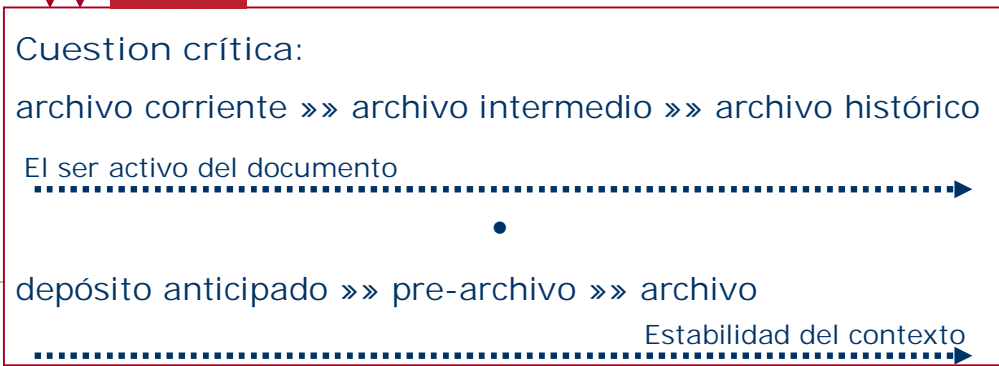 Cuestion crítica:
archivo corriente »» archivo intermedio »» archivo histórico
El ser activo del documento
•
depósito anticipado »» pre-archivo »» archivo
Estabilidad del contexto